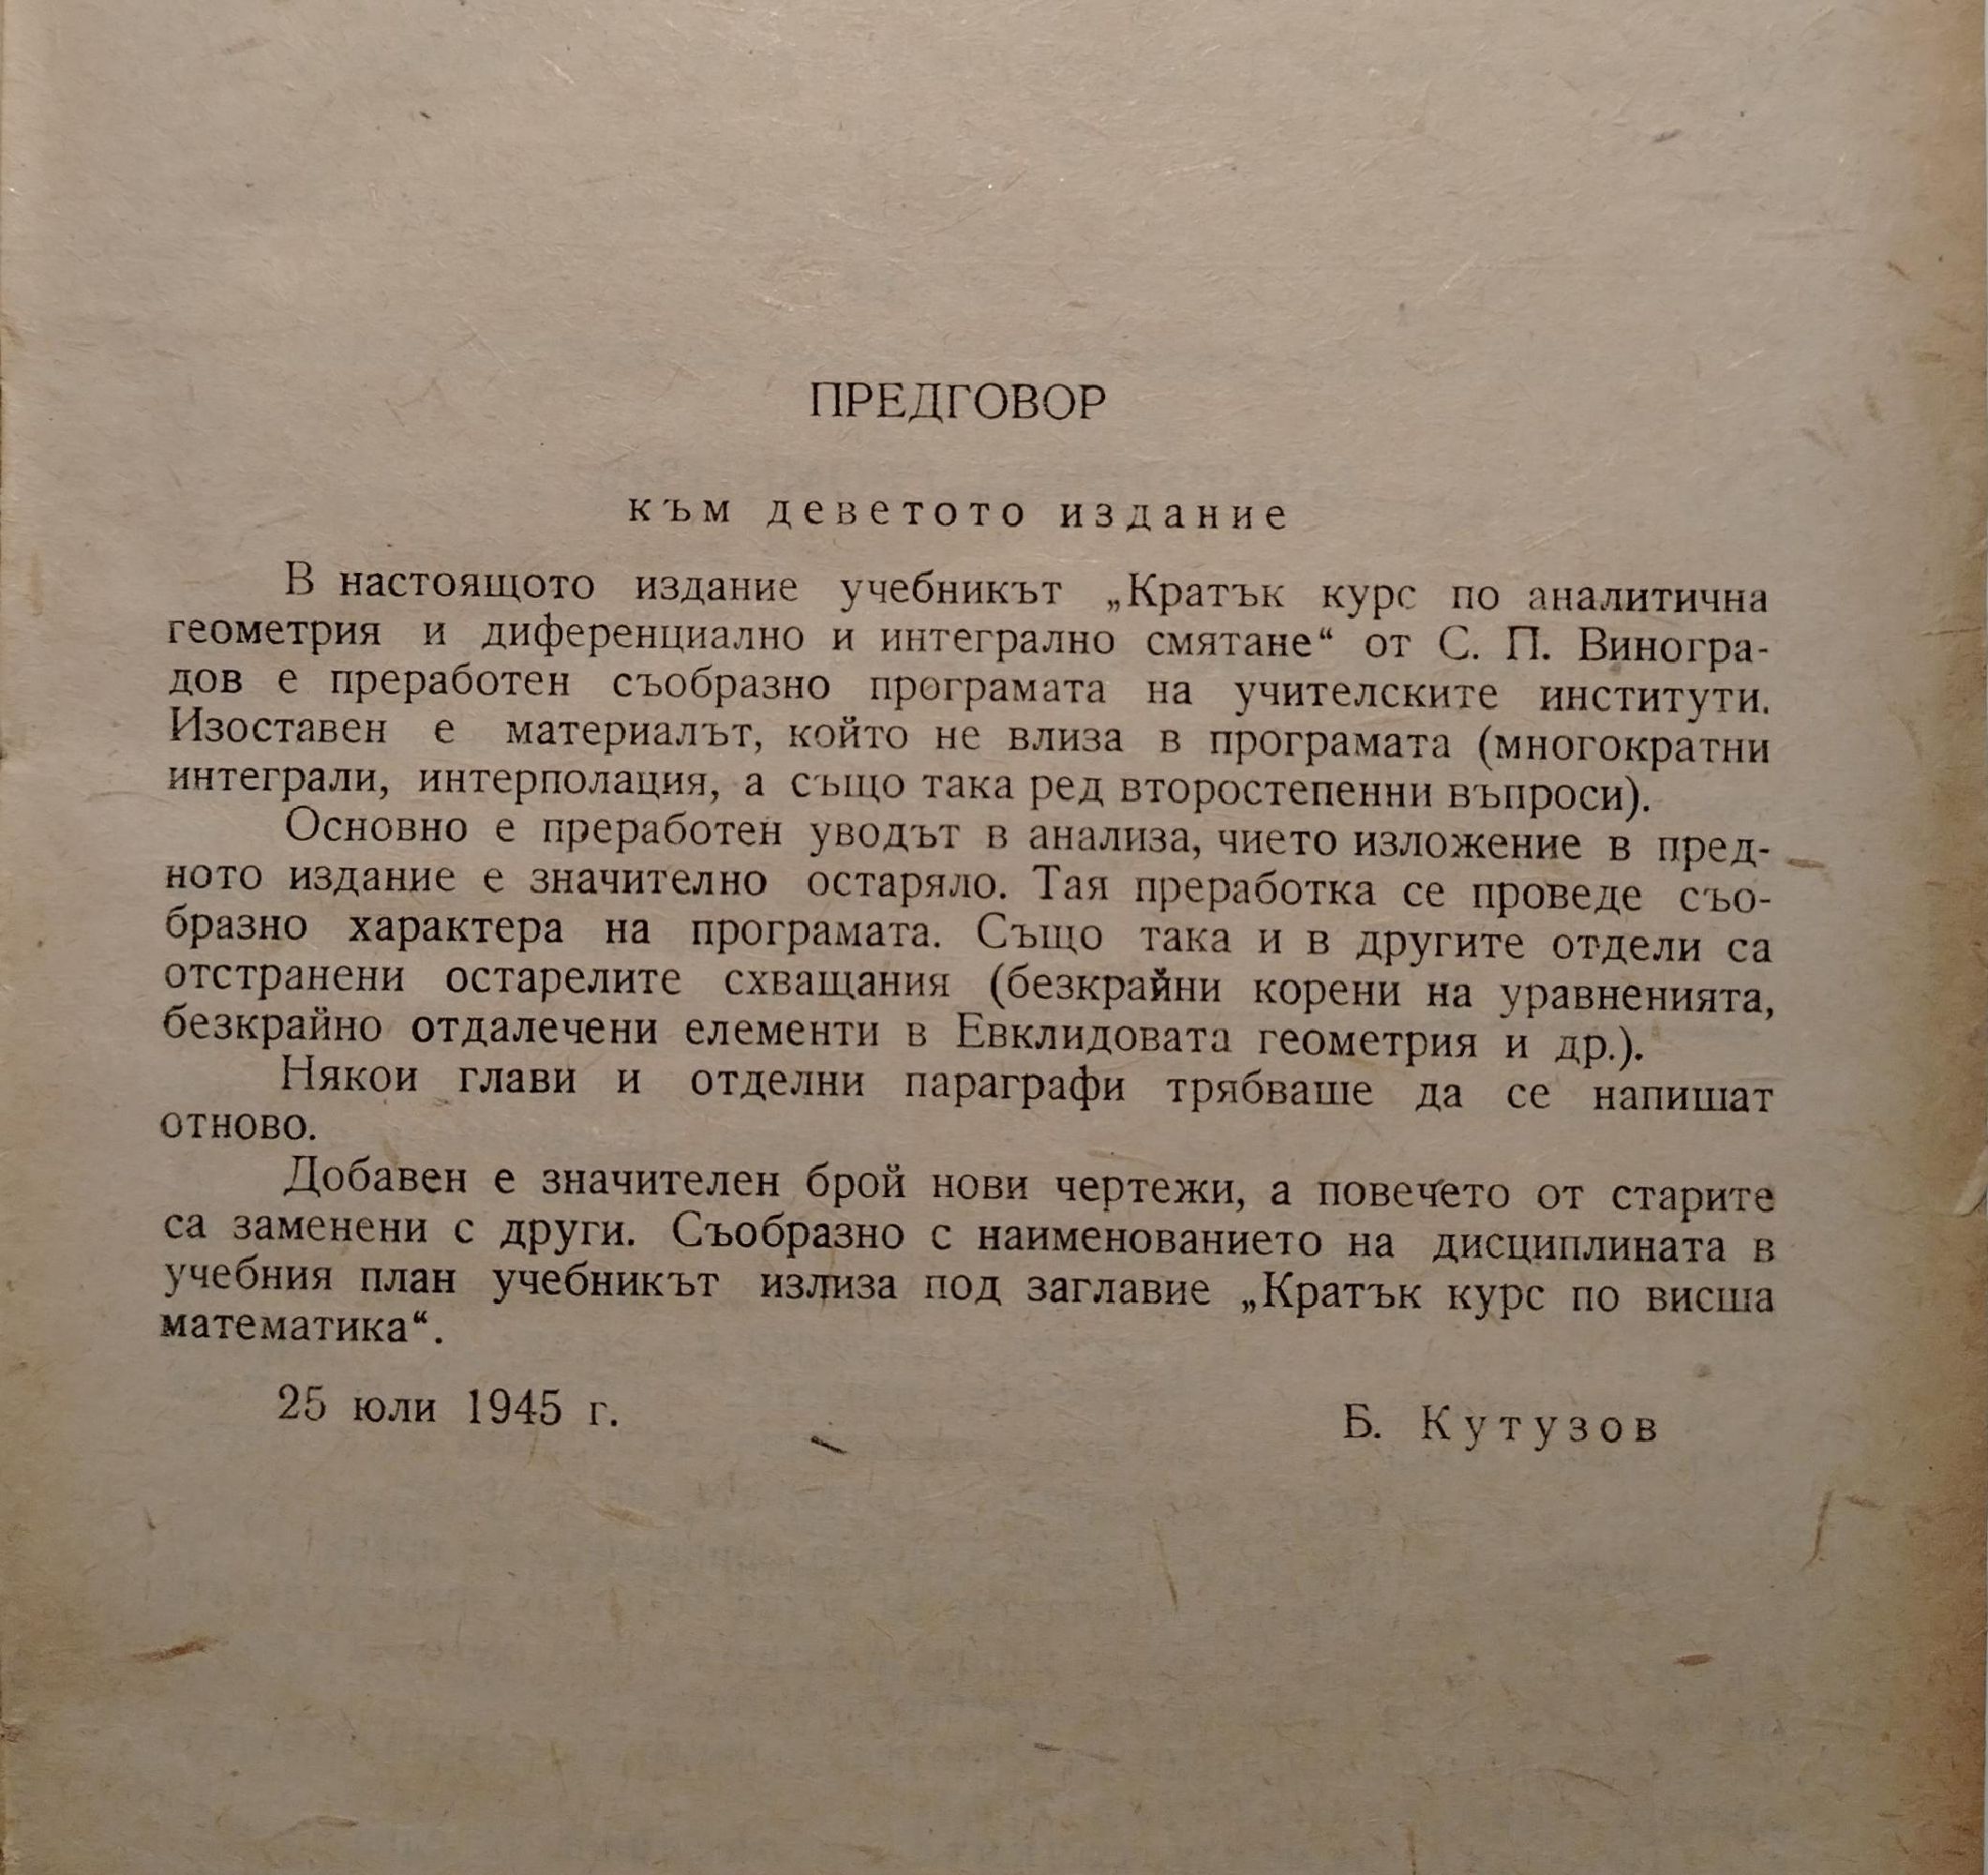 ПРЕДГОВОР
към деветото издание
В настоящото издание учебникът „Кратък курс по аналитична
геометрия и диференциално и интегрално смятане“ от С. П. Виногра-
дов е преработен съобразно програмата на учителските институти.
Изоставен е материалът, който не влиза в програмата (многократни
интеграли, интерполация, а също така ред второстепенни въпроси).
Основно е преработен уводът в анализа, чието изложение в пред-
ното издание е значително остаряло. Тая преработка се проведе съо-
бразно характера на програмата. Също така и в другите отдели са
отстранени остарелите схващания (безкрайни корени на уравненията,
безкрайно отдалечени елементи в Евклидовата геометрия и др.).
Някои глави и отделни параграфи трябваше да се напишат
отново.
Добавен е значителен брой нови чертежи, а повечето от старите
са заменени с други. Съобразно с наименованието на дисциплината в
учебния план учебникът излиза под заглавие „Кратък курс по висша
математика“.
25 юли 1945 г.
Б. Кутузов